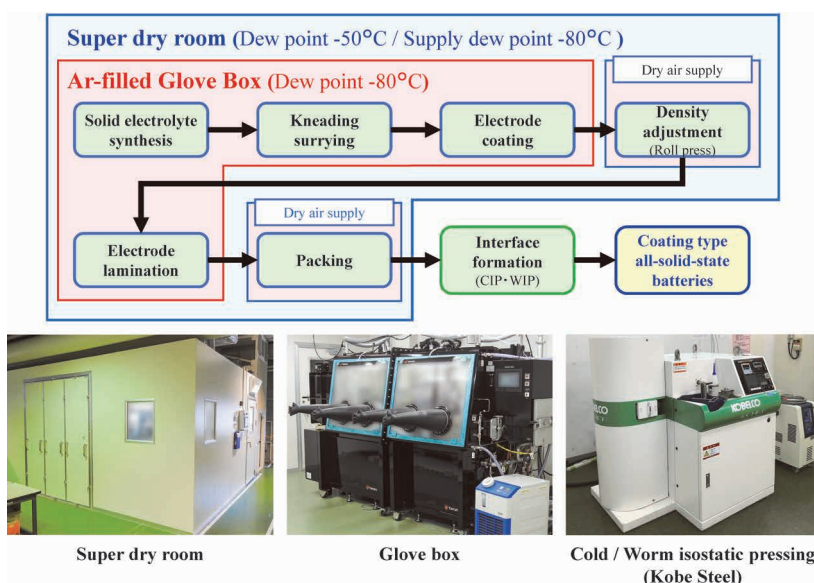 Super dry room (Dew point -50°C / Supply dew point -80°C )
Ar-filled Glove Box (Dew point -80°C)
Dry air supply
Solid electrolyte
synthesis
Kneading
surrying
Electrode
coating
Density
adjustment
(Roll press)
Dry air supply
Electrode
lamination
Packing
Interface
formation
(CIP・WIP)
Coating type
all-solid-state
batteries
KOBELCO
Super dry room
Glove box
Cold / Worm isostatic pressing
(Kobe Steel)